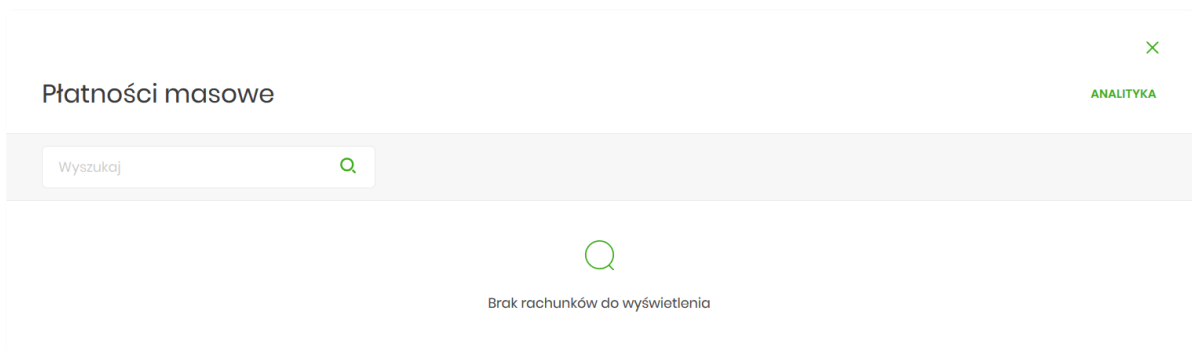 Płatności masowe
ANALITYKA
Wyszukaj
Brak rachunków do wyświetlenia